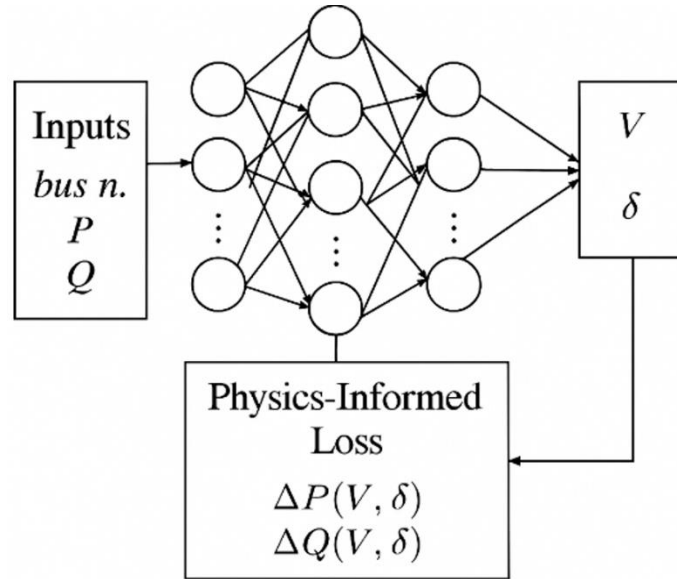 Inputs
bus n.
P
Q
⋮
⋮
⋮
V
δ
Physics-Informed
Loss
ΔP(V, δ)
ΔQ(V, δ)